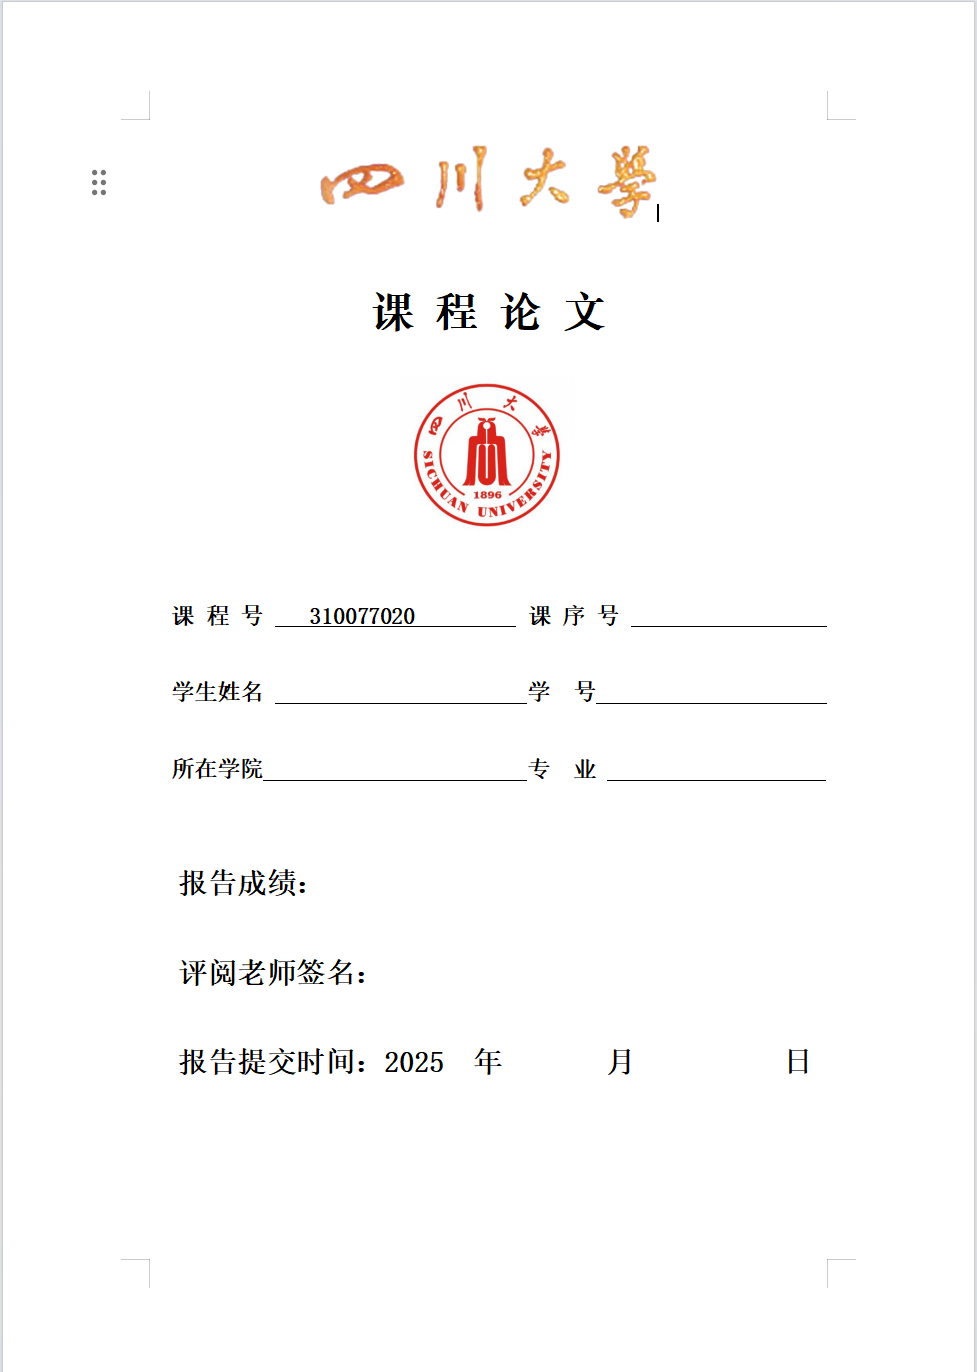 四川大學
课 程 论 文
四川大學
1896
SICHUAN UNIVERSITY
课 程 号 310077020 课 序 号
学生姓名 学 号
所在学院 专 业
报告成绩：
评阅老师签名：
报告提交时间：2025 年 月 日